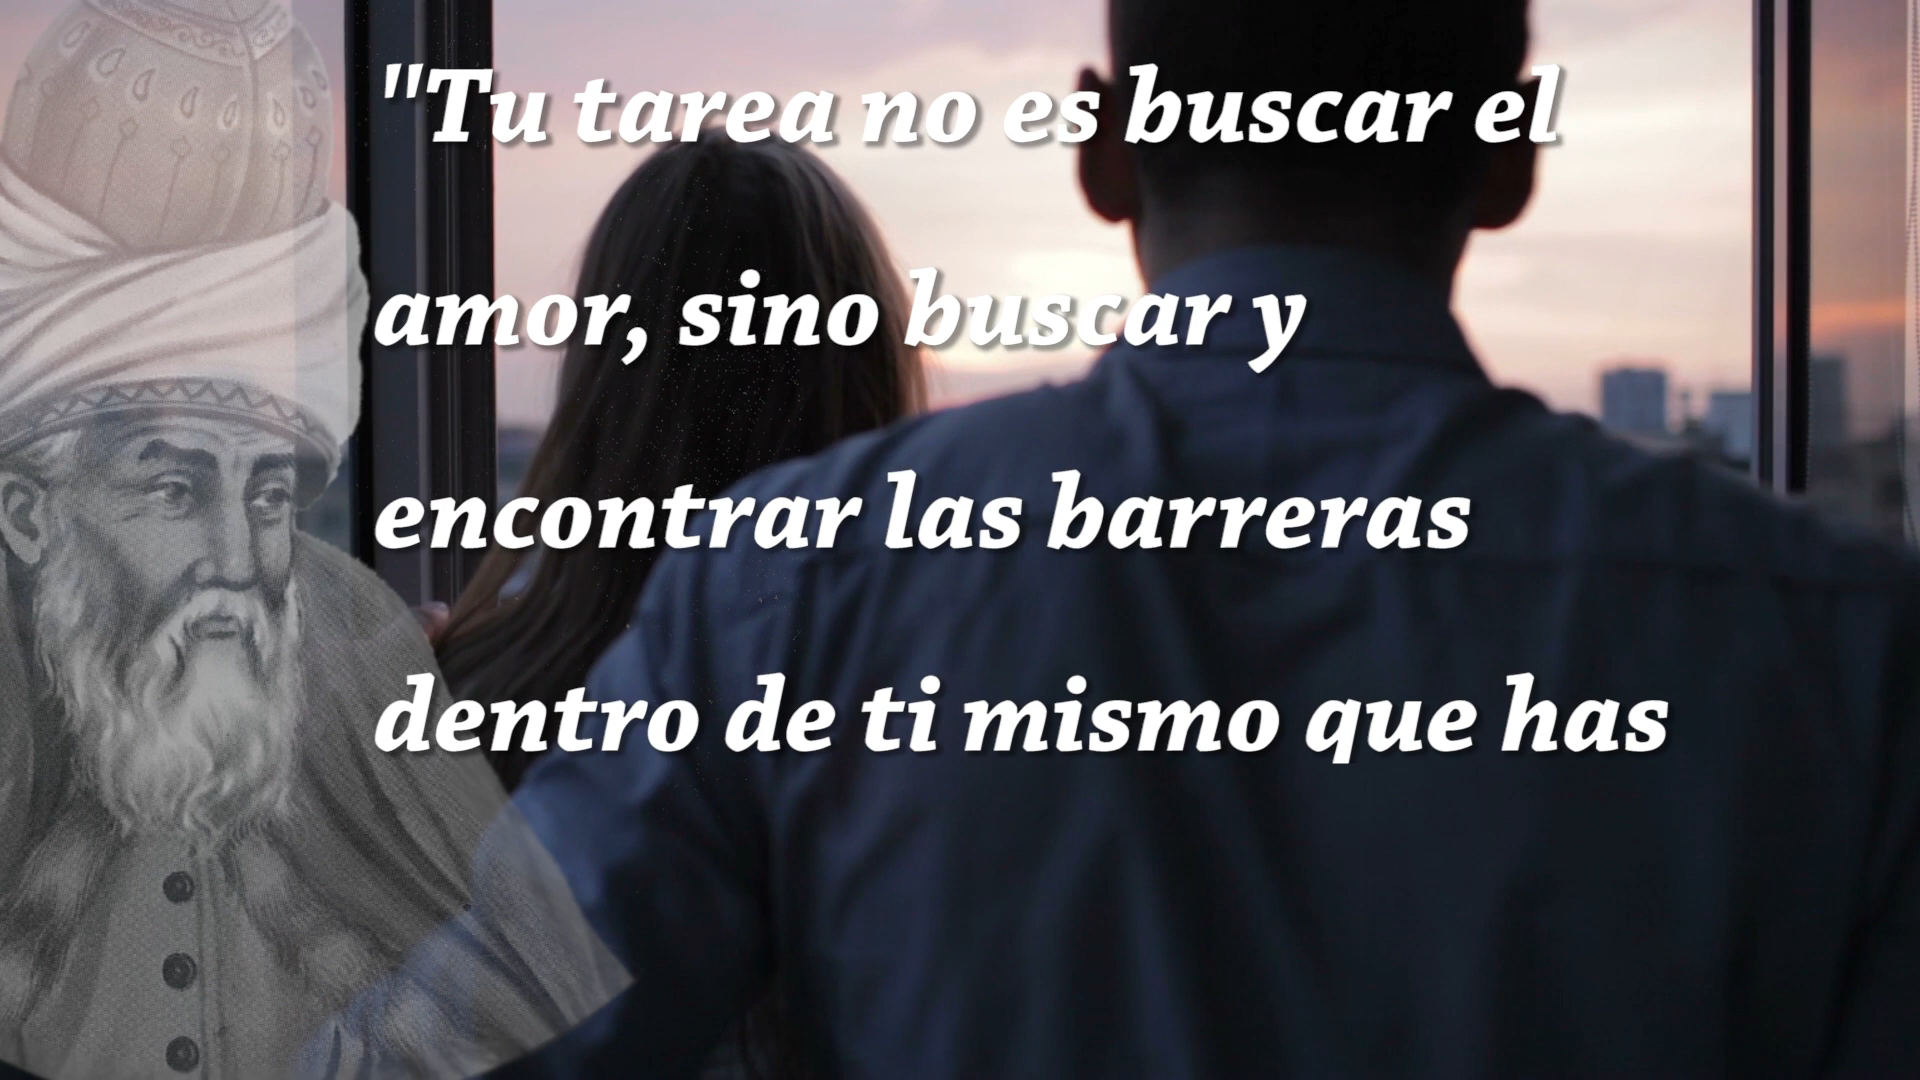 "Tu tarea no es buscar el
amor, sino buscar y
encontrar las barreras
dentro de ti mismo que has